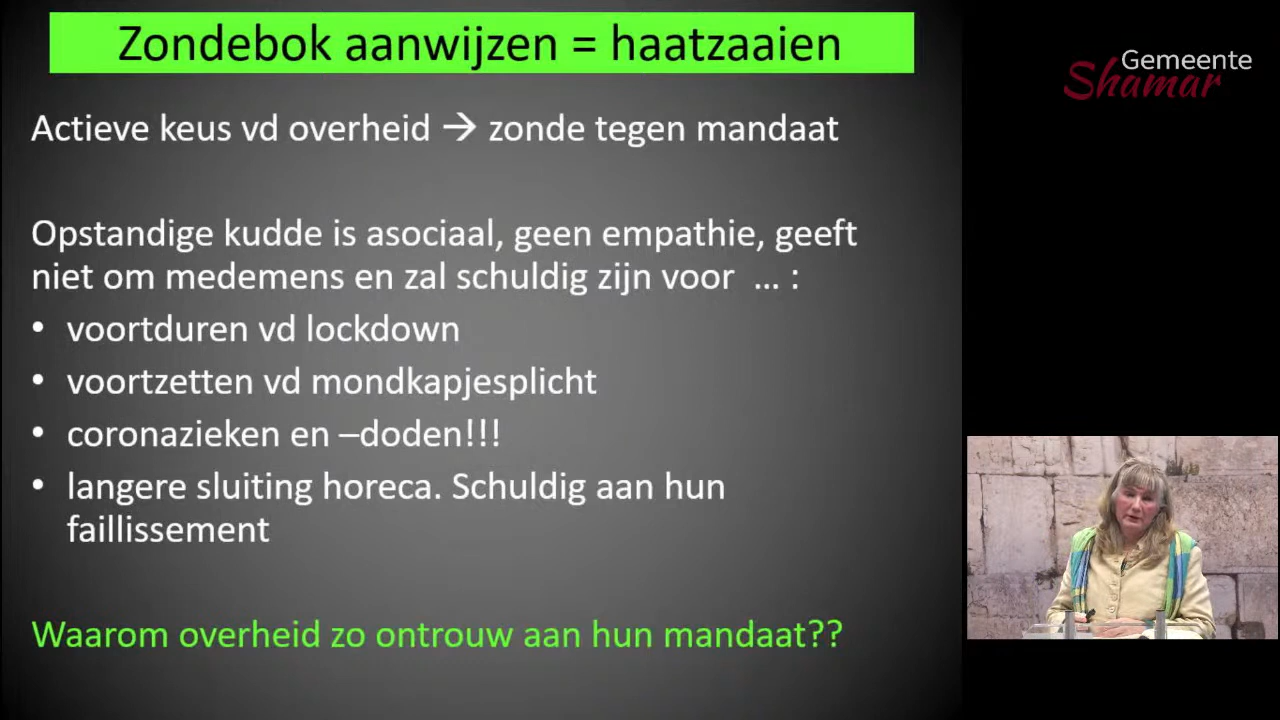 Zondebok aanwijzen = haatzaaien
Gemeente
Shamar
Actieve keus vd overheid → zonde tegen mandaat
Opstandige kudde is asociaal, geen empathie, geeft
niet om medemens en zal schuldig zijn voor ... :
• voortduren vd lockdown
• voortzetten vd mondkapjesplicht
• coronazieken en –doden!!!
• langere sluiting horeca. Schuldig aan hun
faillissement
Waarom overheid zo ontrouw aan hun mandaat??